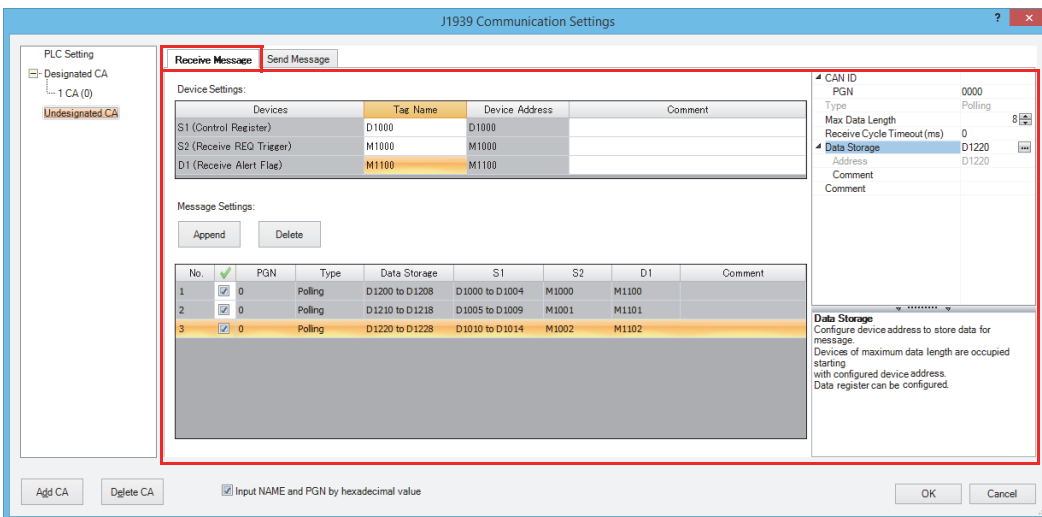 J1939 Communication Settings
? ×
PLC Setting
Designated CA
1 CA (0)
Undesignated CA
Receive Message Send Message
Device Settings:
Devices Tag Name Device Address Comment
S1 (Control Register) D1000 D1000
S2 (Receive REQ Trigger) M1000 M1000
D1 (Receive Alert Flag) M1100 M1100
Message Settings:
Append Delete
No. PGN Type Data Storage S1 S2 D1 Comment
1 0 Polling D1200 to D1208 D1000 to D1004 M1000 M1100
2 0 Polling D1210 to D1218 D1005 to D1009 M1001 M1101
3 0 Polling D1220 to D1228 D1010 to D1014 M1002 M1102
CAN ID
PGN 0000
Type Polling
Max Data Length 8
Receive Cycle Timeout (ms) 0
Data Storage D1220 ...
Address D1220
Comment
Comment
Data Storage
Configure device address to store data for
message.
Devices of maximum data length are occupied
starting
with configured device address.
Data register can be configured.
Add CA Delete CA Input NAME and PGN by hexadecimal value OK Cancel